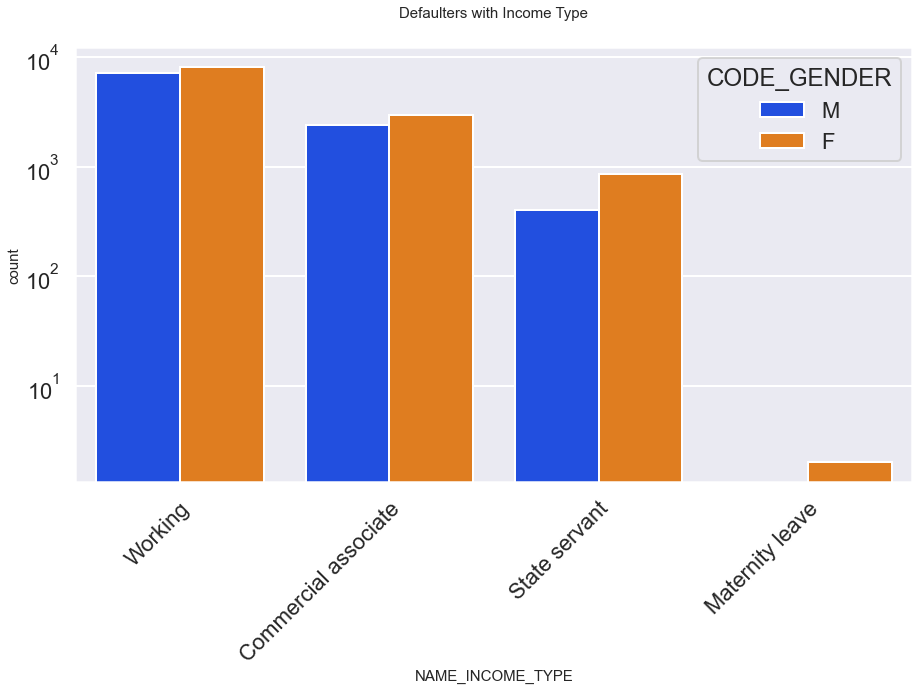 Defaulters with Income Type
10^4
10^3
10^2
10^1
count
CODE_GENDER
M
F
Working
Commercial associate
State servant
Maternity leave
NAME_INCOME_TYPE